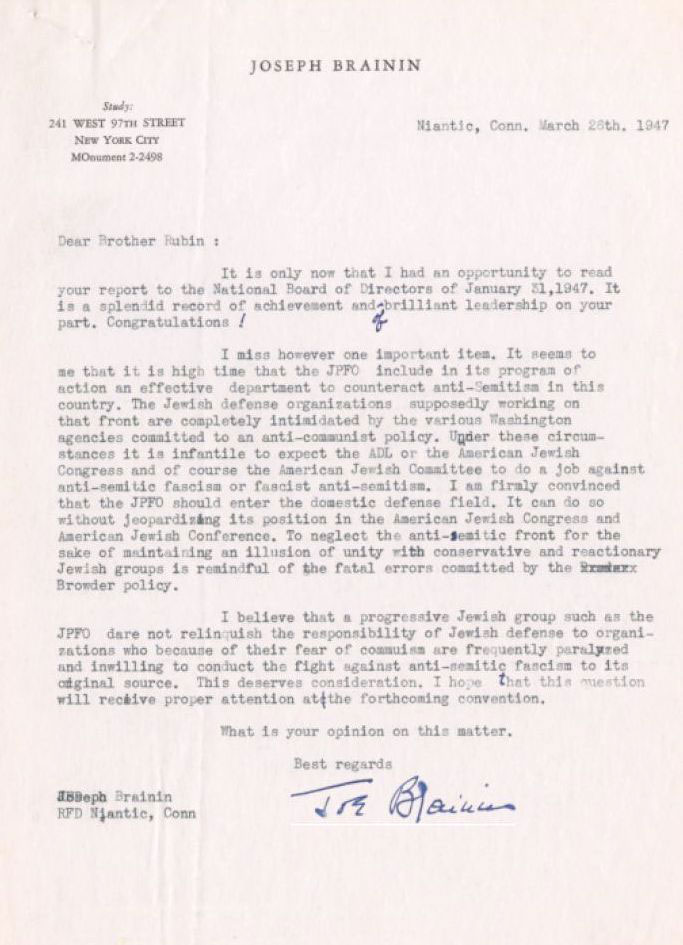 JOSEPH BRAININ
Study:
241 WEST 97TH STREET
NEW YORK CITY
MOnument 2-2498
Niantic, Conn. March 26th. 1947
Dear Brother Rubin :
It is only now that I had an opportunity to read
your report to the National Board of Directors of January 31,1947. It
is a splendid record of achievement and of brilliant leadership on your
part. Congratulations !
I miss however one important item. It seems to
me that it is high time that the JPFO include in its program of
action an effective department to counteract anti-Semitism in this
country. The Jewish defense organizations supposedly working on
that front are completely intimidated by the various Washington
agencies committed to an anti-communist policy. Under these circum-
stances it is infantile to expect the ADL or the American Jewish
Congress and of course the American Jewish Committee to do a job against
anti-semitic fascism or fascist anti-semitism. I am firmly convinced
that the JPFO should enter the domestic defense field. It can do so
without jeopardizing its position in the American Jewish Congress and
American Jewish Conference. To neglect the anti-semitic front for the
sake of maintaining an illusion of unity with conservative and reactionary
Jewish groups is remindful of the fatal errors committed by the
Browder policy.
I believe that a progressive Jewish group such as the
JPFO dare not relinquish the responsibility of Jewish defense to organi-
zations who because of their fear of commuism are frequently paralyzed
and inwilling to conduct the fight against anti-semitic fascism to its
original source. This deserves consideration. I hope that this question
will receive proper attention at the forthcoming convention.
What is your opinion on this matter.
Best regards
Joe Brainin
Joseph Brainin
RFD Niantic, Conn